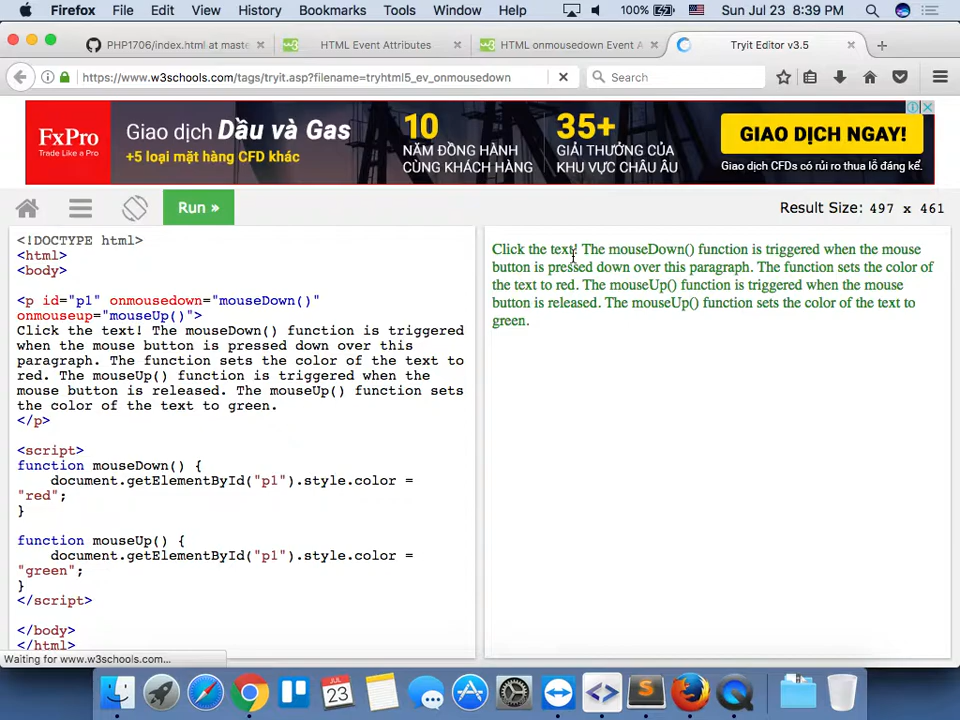 Firefox File Edit View History Bookmarks Tools Window Help 100% Sun Jul 23 8:39 PM
PHP1706/index.html at maste
HTML Event Attributes
HTML onmousedown Event A
Tryit Editor v3.5
https://www.w3schools.com/tags/tryit.asp?filename=tryhtml5_ev_onmousedown
Search
FxPro
Trade Like a Pro
Giao dịch Dầu và Gas
+5 loại mặt hàng CFD khác
10
NĂM ĐỒNG HÀNH
CÙNG KHÁCH HÀNG
35+
GIẢI THƯỞNG CỦA
KHU VỰC CHÂU ÂU
GIAO DỊCH NGAY!
Giao dịch CFDs có rủi ro thua lỗ đáng kể.
Run »
Result Size: 497 x 461
<!DOCTYPE html>
<html>
<body>
<p id="p1" onmousedown="mouseDown()"
onmouseup="mouseUp()">
Click the text! The mouseDown() function is triggered
when the mouse button is pressed down over this
paragraph. The function sets the color of the text to
red. The mouseUp() function is triggered when the
mouse button is released. The mouseUp() function sets
the color of the text to green.
</p>
<script>
function mouseDown() {
document.getElementById("p1").style.color =
"red";
}
function mouseUp() {
document.getElementById("p1").style.color =
"green";
}
</script>
</body>
</html>
Click the text! The mouseDown() function is triggered when the mouse
button is pressed down over this paragraph. The function sets the color of
the text to red. The mouseUp() function is triggered when the mouse
button is released. The mouseUp() function sets the color of the text to
green.
Waiting for www.w3schools.com...
JUL
23